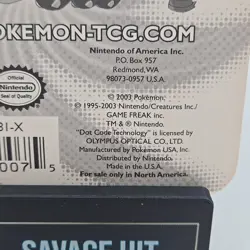 POKEMON-TCG.COM
Nintendo of America Inc.
P.O. Box 957
Redmond, WA
98073-0957 U.S.A.
Official
Nintendo
Seal of Quality
© 2003 Pokémon.
© 1995-2003 Nintendo/Creatures Inc./
GAME FREAK inc.
TM & ® Nintendo.
"Dot Code Technology" is licensed by
OLYMPUS OPTICAL CO., LTD.
Manufactured by Pokémon USA, Inc.
Distributed by Nintendo.
Made in U.S.A.
For sale only in North America.
81-X
007 5
SAVAGE HIT